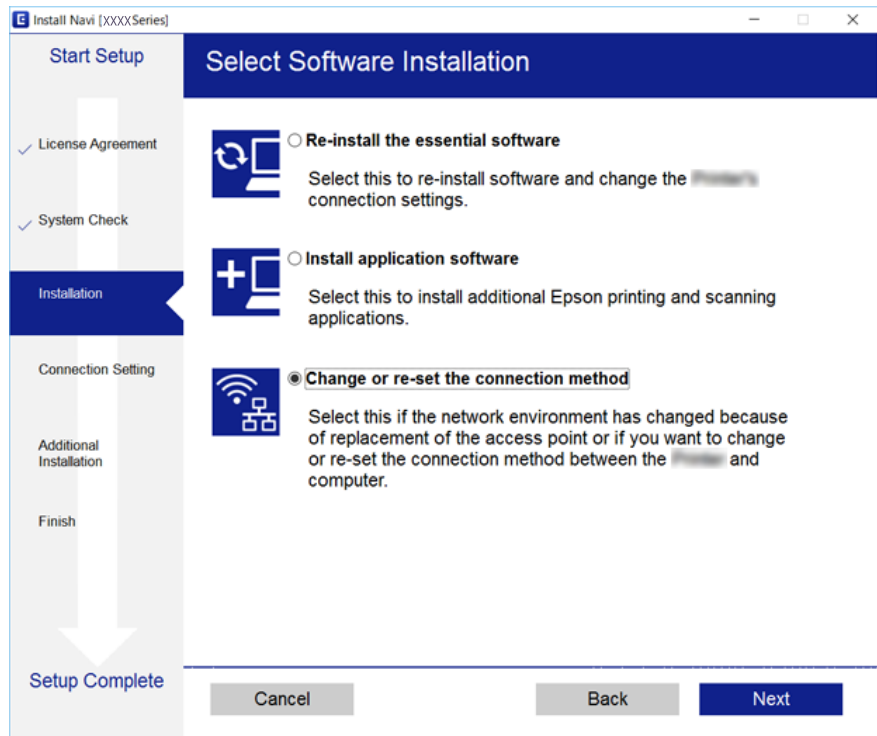 E Install Navi [XXXX Series]
Start Setup
License Agreement
System Check
Installation
Connection Setting
Additional
Installation
Finish
Setup Complete
Select Software Installation
Re-install the essential software
Select this to re-install software and change the
connection settings.
Install application software
Select this to install additional Epson printing and scanning
applications.
Change or re-set the connection method
Select this if the network environment has changed because
of replacement of the access point or if you want to change
or re-set the connection method between the and
computer.
Cancel
Back
Next